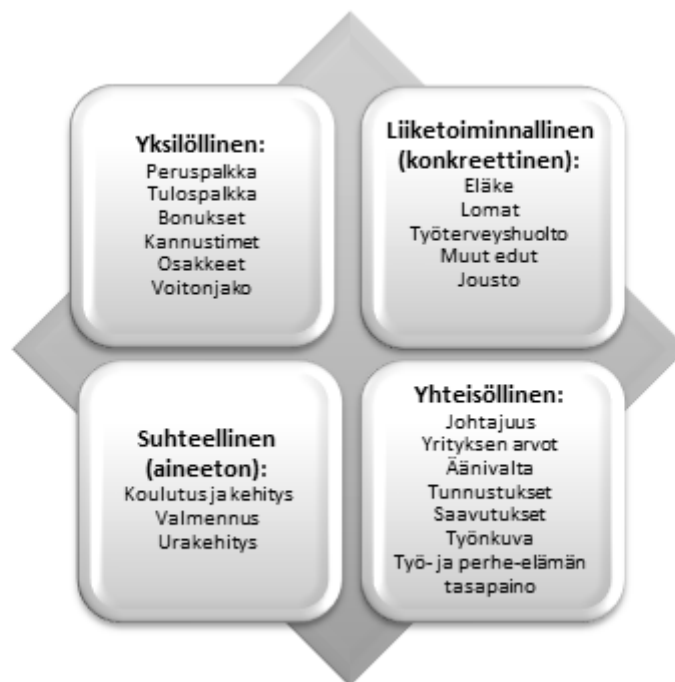 Yksilöllinen:
Peruspalkka
Tulospalkka
Bonukset
Kannustimet
Osakkeet
Voitonjako
Liiketoiminnallinen
(konkreettinen):
Eläke
Lomat
Työterveyshuolto
Muut edut
Jousto
Suhteellinen
(aineeton):
Koulutus ja kehitys
Valmennus
Urakehitys
Yhteisöllinen:
Johtajuus
Yrityksen arvot
Äänivalta
Tunnustukset
Saavutukset
Työnkuva
Työ- ja perhe-elämän
tasapaino